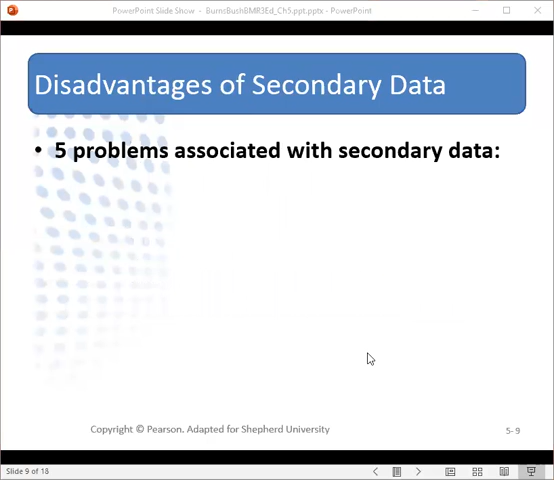 PowerPoint Slide Show - BurnsBushBMR3Ed_Ch5.ppt.pptx - PowerPoint
Disadvantages of Secondary Data
• 5 problems associated with secondary data:
Copyright © Pearson. Adapted for Shepherd University
5- 9
Slide 9 of 18